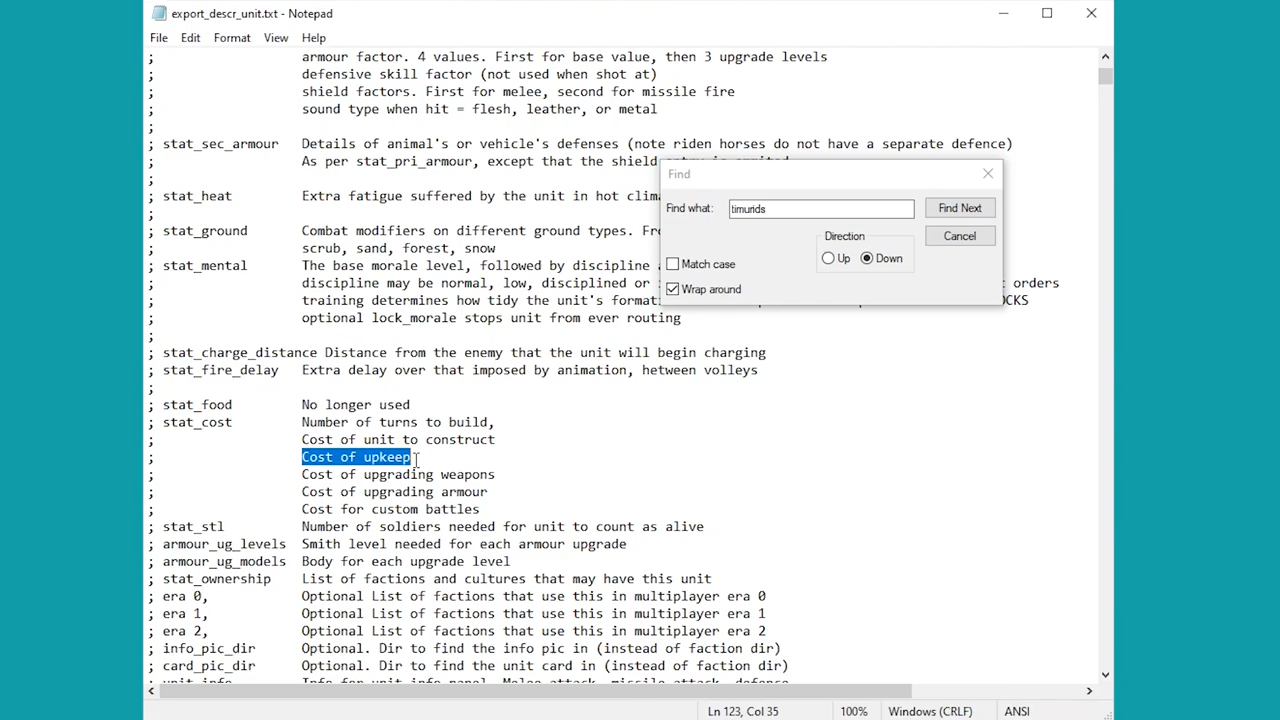 export_descr_unit.txt - Notepad
File Edit Format View Help
; armour factor. 4 values. First for base value, then 3 upgrade levels
; defensive skill factor (not used when shot at)
; shield factors. First for melee, second for missile fire
; sound type when hit = flesh, leather, or metal
;
; stat_sec_armour Details of animal's or vehicle's defenses (note riden horses do not have a separate defence)
; As per stat_pri_armour, except that the shield
;
; stat_heat Extra fatigue suffered by the unit in hot
;
; stat_ground Combat modifiers on different ground types.
; scrub, sand, forest, snow
; stat_mental The base morale level, followed by discipline
; discipline may be normal, low, disciplined or orders
; training determines how tidy the unit's
; optional lock_morale stops unit from ever routing
;
; stat_charge_distance Distance from the enemy that the unit will begin charging
; stat_fire_delay Extra delay over that imposed by animation, hetween volleys
;
; stat_food No longer used
; stat_cost Number of turns to build,
; Cost of unit to construct
; Cost of upkeep
; Cost of upgrading weapons
; Cost of upgrading armour
; Cost for custom battles
; stat_stl Number of soldiers needed for unit to count as alive
; armour_ug_levels Smith level needed for each armour upgrade
; armour_ug_models Body for each upgrade level
; stat_ownership List of factions and cultures that may have this unit
; era 0, Optional List of factions that use this in multiplayer era 0
; era 1, Optional List of factions that use this in multiplayer era 1
; era 2, Optional List of factions that use this in multiplayer era 2
; info_pic_dir Optional. Dir to find the info pic in (instead of faction dir)
; card_pic_dir Optional. Dir to find the unit card in (instead of faction dir)
Find
Find what: timurids Find Next
Direction Cancel
Up Down
Match case
Wrap around
Ln 123, Col 35 100% Windows (CRLF) ANSI